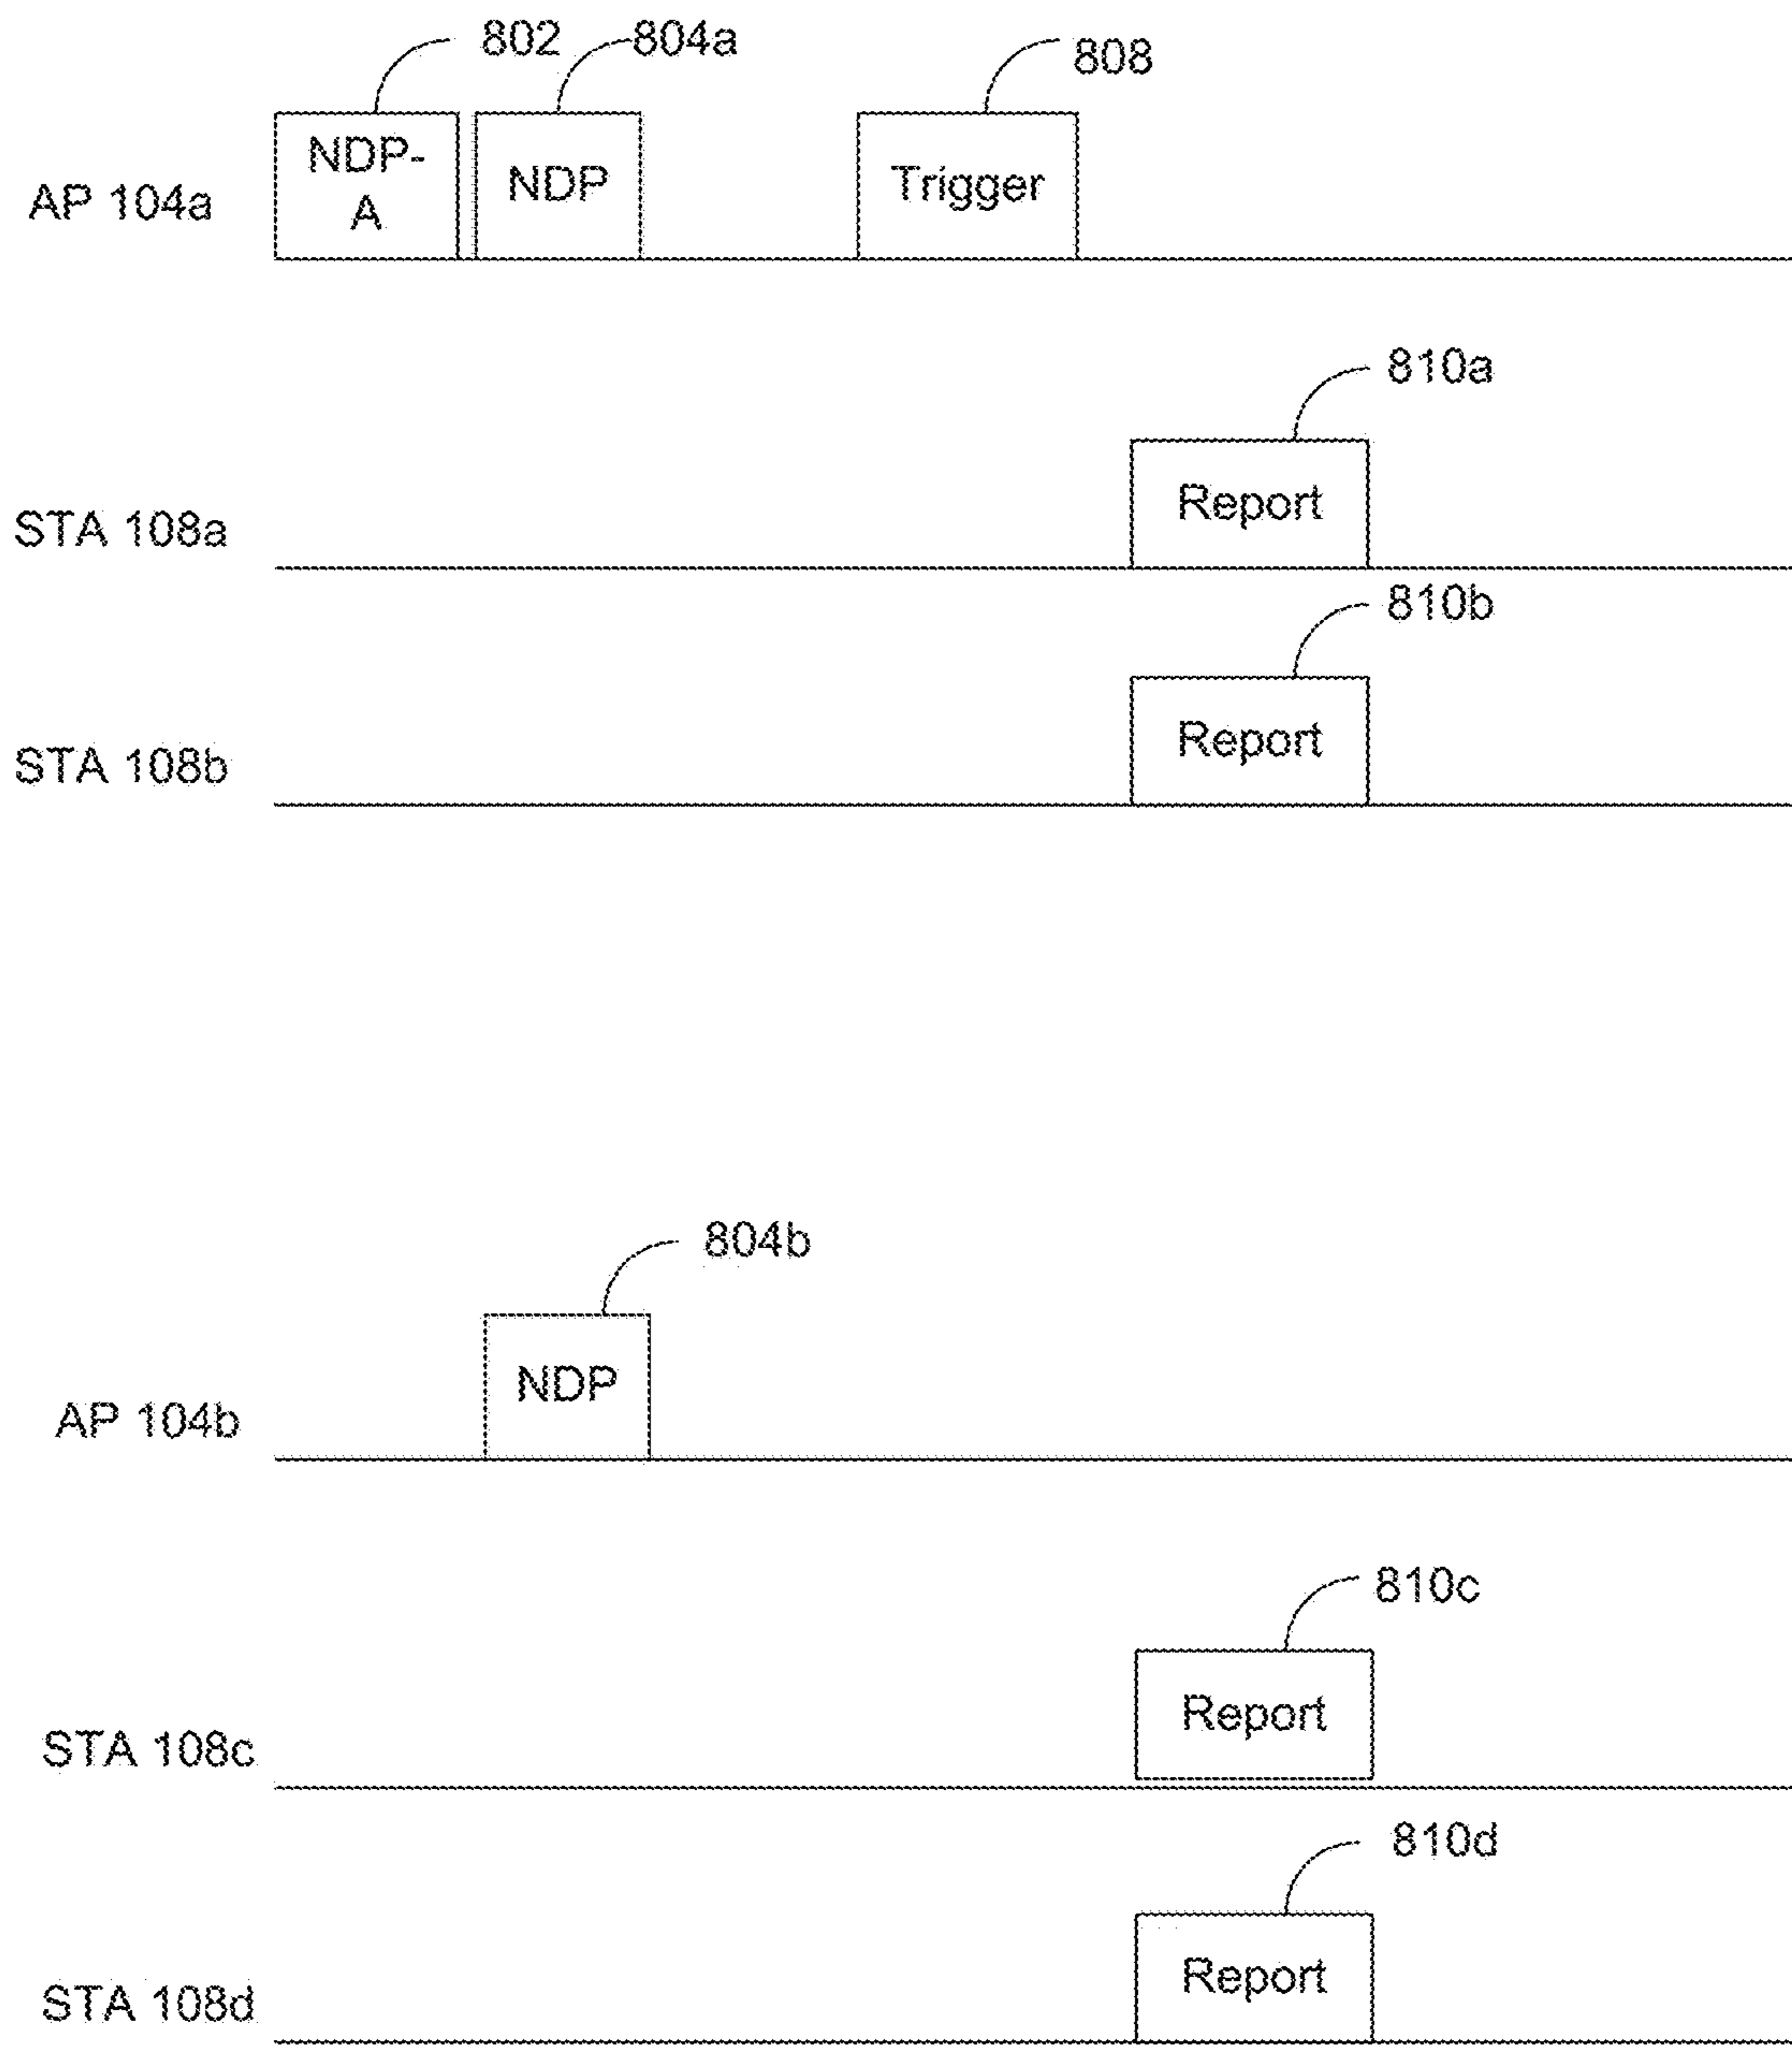 802
804a
808
NDP-
A
NDP
Trigger
AP 104a
810a
Report
STA 108a
810b
Report
STA 108b
804b
NDP
AP 104b
810c
Report
STA 108c
810d
Report
STA 108d